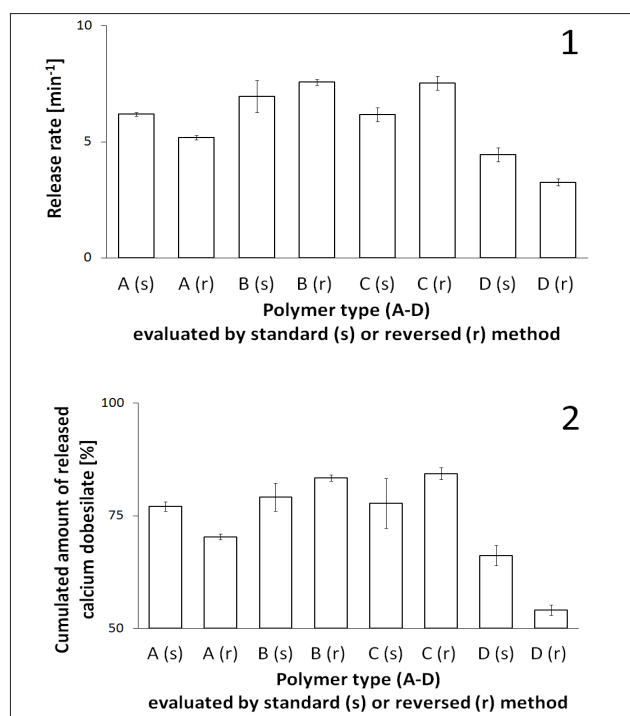 1
Release rate [min⁻¹]
10
5
0
A (s) A (r) B (s) B (r) C (s) C (r) D (s) D (r)
Polymer type (A-D)
evaluated by standard (s) or reversed (r) method
2
Cumulated amount of released
calcium dobesilate [%]
100
75
50
A (s) A (r) B (s) B (r) C (s) C (r) D (s) D (r)
Polymer type (A-D)
evaluated by standard (s) or reversed (r) method